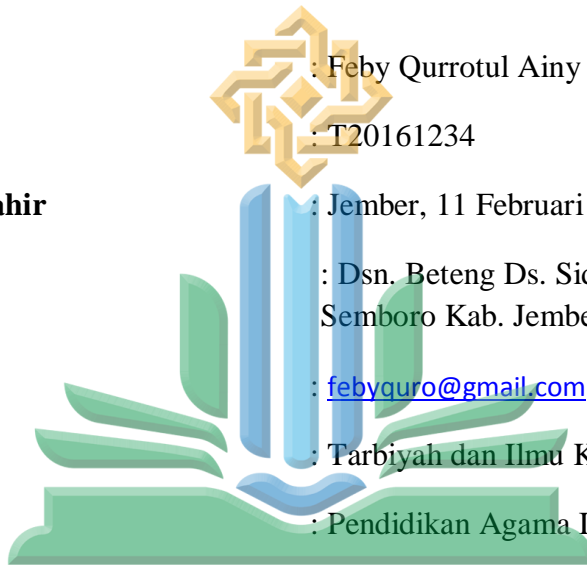 : Feby Qurrotul Ainy
: T20161234
ahir : Jember, 11 Februari
: Dsn. Beteng Ds. Sid
Semboro Kab. Jembe
: febyquro@gmail.com
: Tarbiyah dan Ilmu K
: Pendidikan Agama I